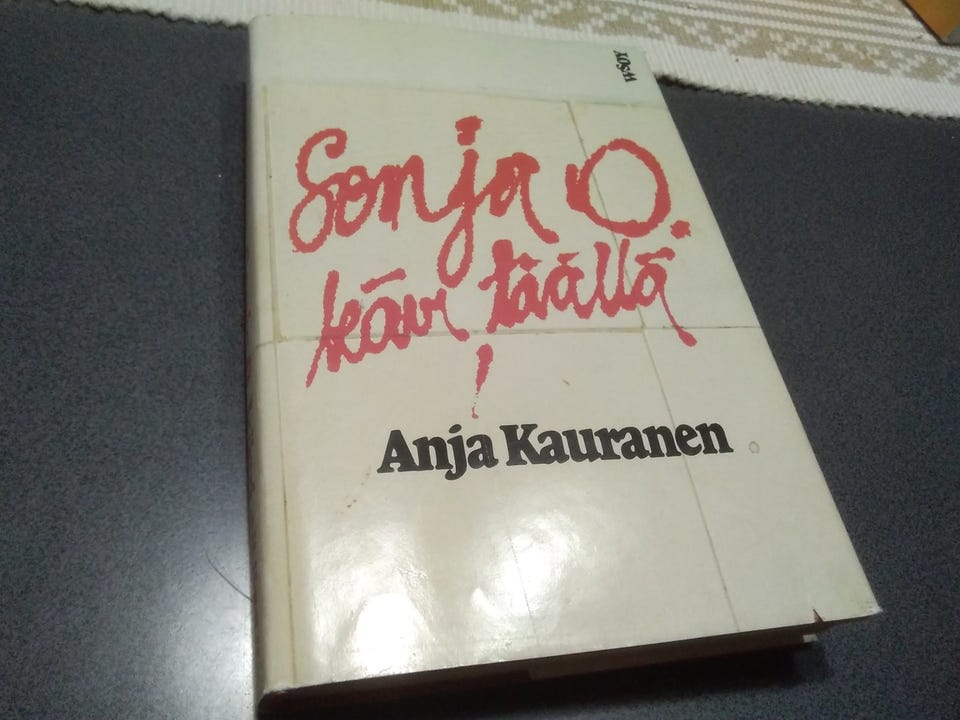 WSOY
Sonja O.
kävi täällä
Anja Kauranen